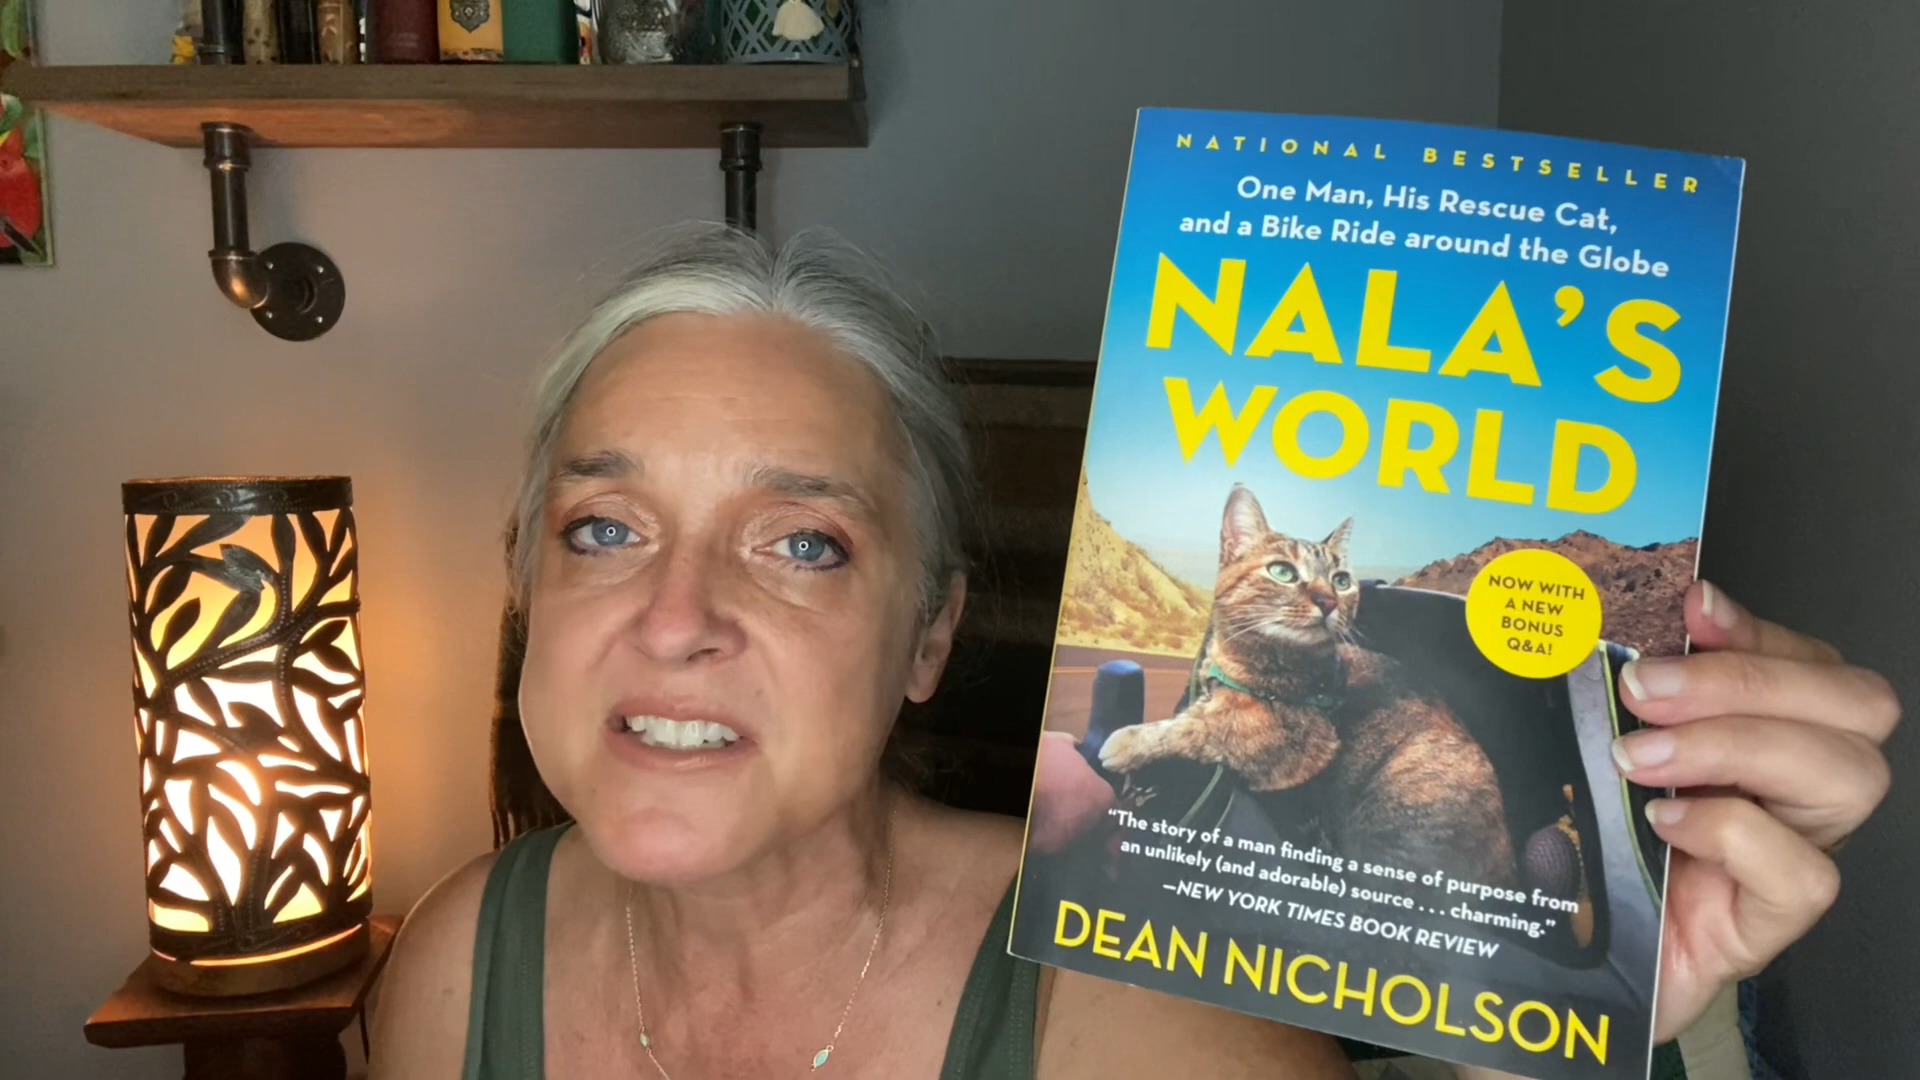 NATIONAL BESTSELLER
One Man, His Rescue Cat,
and a Bike Ride around the Globe
NALA'S
WORLD
NOW WITH
A NEW
BONUS
Q&A!
“The story of a man finding a sense of purpose from
an unlikely (and adorable) source . . . charming.”
—NEW YORK TIMES BOOK REVIEW
DEAN NICHOLSON